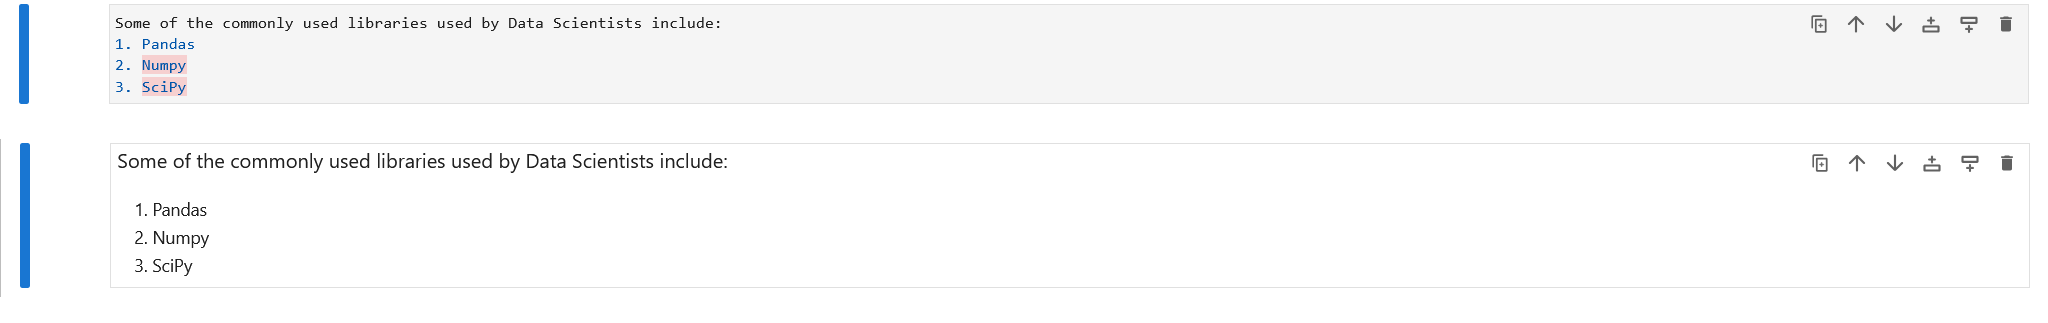 Some of the commonly used libraries used by Data Scientists include:
1. Pandas
2. Numpy
3. SciPy
Some of the commonly used libraries used by Data Scientists include:
1. Pandas
2. Numpy
3. SciPy